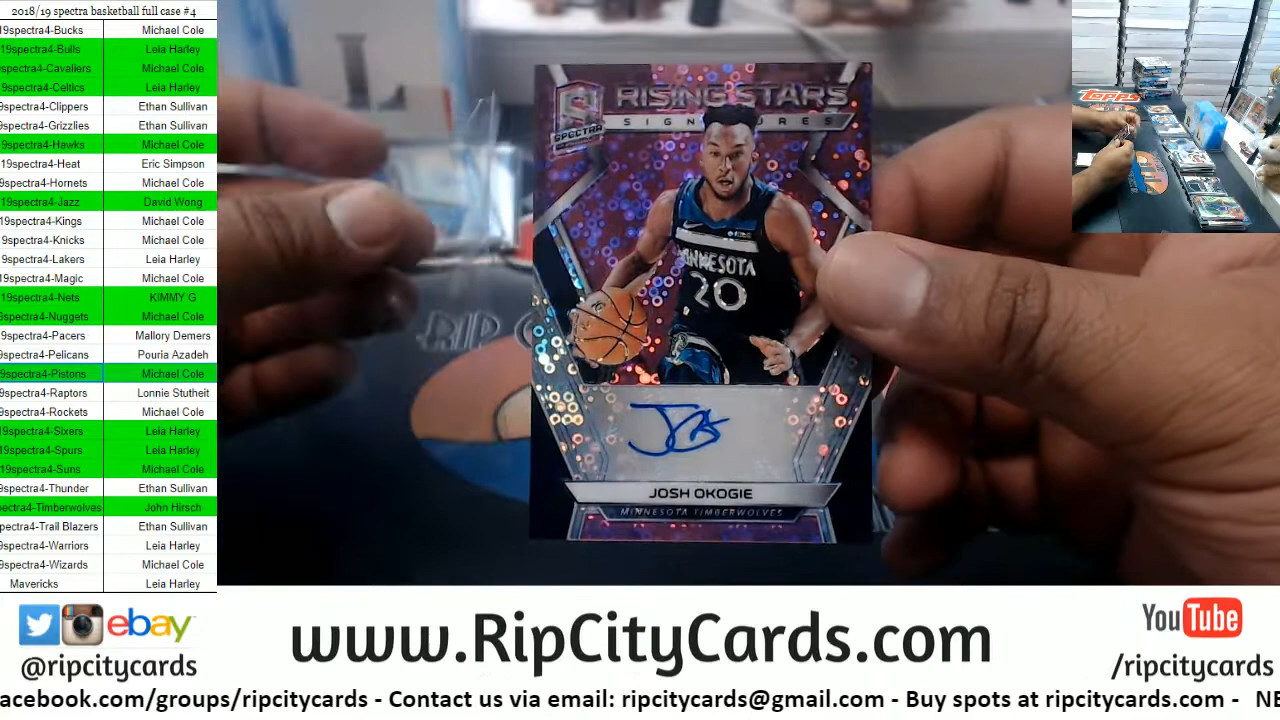 2018/19 spectra basketball full case #4
19spectra4-Bucks Michael Cole
19spectra4-Bulls Leia Harley
spectra4-Cavaliers Michael Cole
9spectra4-Celtics Leia Harley
9spectra4-Clippers Ethan Sullivan
9spectra4-Grizzlies Ethan Sullivan
9spectra4-Hawks Michael Cole
19spectra4-Heat Eric Simpson
9spectra4-Hornets Michael Cole
19spectra4-Jazz David Wong
19spectra4-Kings Michael Cole
9spectra4-Knicks Michael Cole
9spectra4-Lakers Leia Harley
19spectra4-Magic Michael Cole
19spectra4-Nets KIMMY G
9spectra4-Nuggets Michael Cole
9spectra4-Pacers Mallory Demers
9spectra4-Pelicans Pouria Azadeh
9spectra4-Pistons Michael Cole
9spectra4-Raptors Lonnie Stutheit
9spectra4-Rockets Michael Cole
19spectra4-Sixers Leia Harley
19spectra4-Spurs Leia Harley
19spectra4-Suns Michael Cole
9spectra4-Thunder Ethan Sullivan
ectra4-Timberwolves John Hirsch
pectra4-Trail Blazers Ethan Sullivan
9spectra4-Warriors Leia Harley
9spectra4-Wizards Michael Cole
Mavericks Leia Harley
RISING STARS
SIGNATURES
SPECTRA
MINNESOTA
20
JOSH OKOGIE
MINNESOTA TIMBERWOLVES
RIP
TOPPS
ebay
@ripcitycards
www.RipCityCards.com
YouTube
/ripcitycards
acebook.com/groups/ripcitycards - Contact us via email: ripcitycards@gmail.com - Buy spots at ripcitycards.com - NE